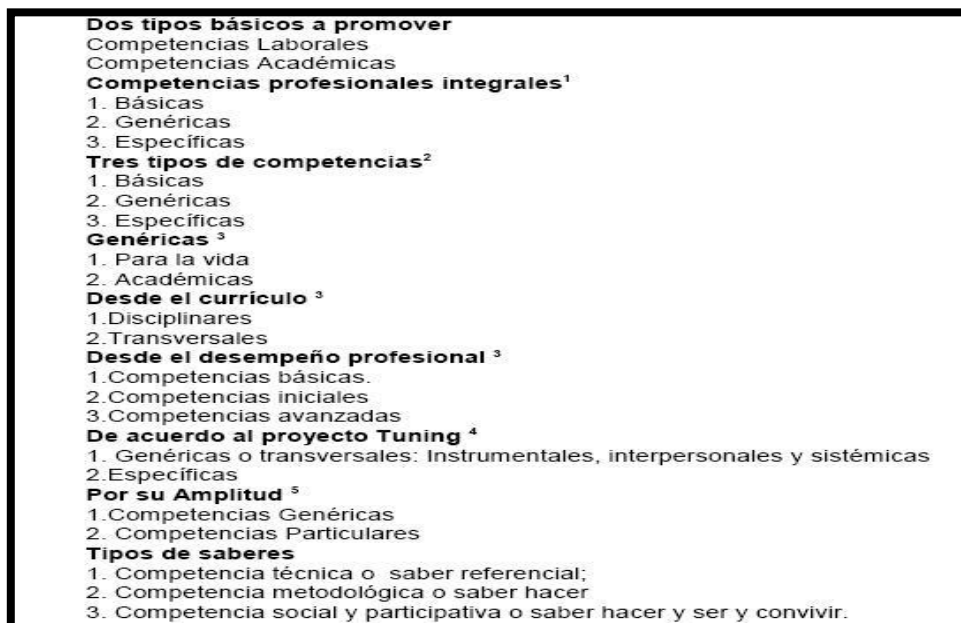 Dos tipos básicos a promover
Competencias Laborales
Competencias Académicas
Competencias profesionales integrales¹
1. Básicas
2. Genéricas
3. Específicas
Tres tipos de competencias²
1. Básicas
2. Genéricas
3. Específicas
Genéricas ³
1. Para la vida
2. Académicas
Desde el currículo ³
1.Disciplinares
2.Transversales
Desde el desempeño profesional ³
1.Competencias básicas.
2.Competencias iniciales
3.Competencias avanzadas
De acuerdo al proyecto Tuning ⁴
1. Genéricas o transversales: Instrumentales, interpersonales y sistémicas
2.Específicas
Por su Amplitud ⁵
1.Competencias Genéricas
2. Competencias Particulares
Tipos de saberes
1. Competencia técnica o saber referencial;
2. Competencia metodológica o saber hacer
3. Competencia social y participativa o saber hacer y ser y convivir.